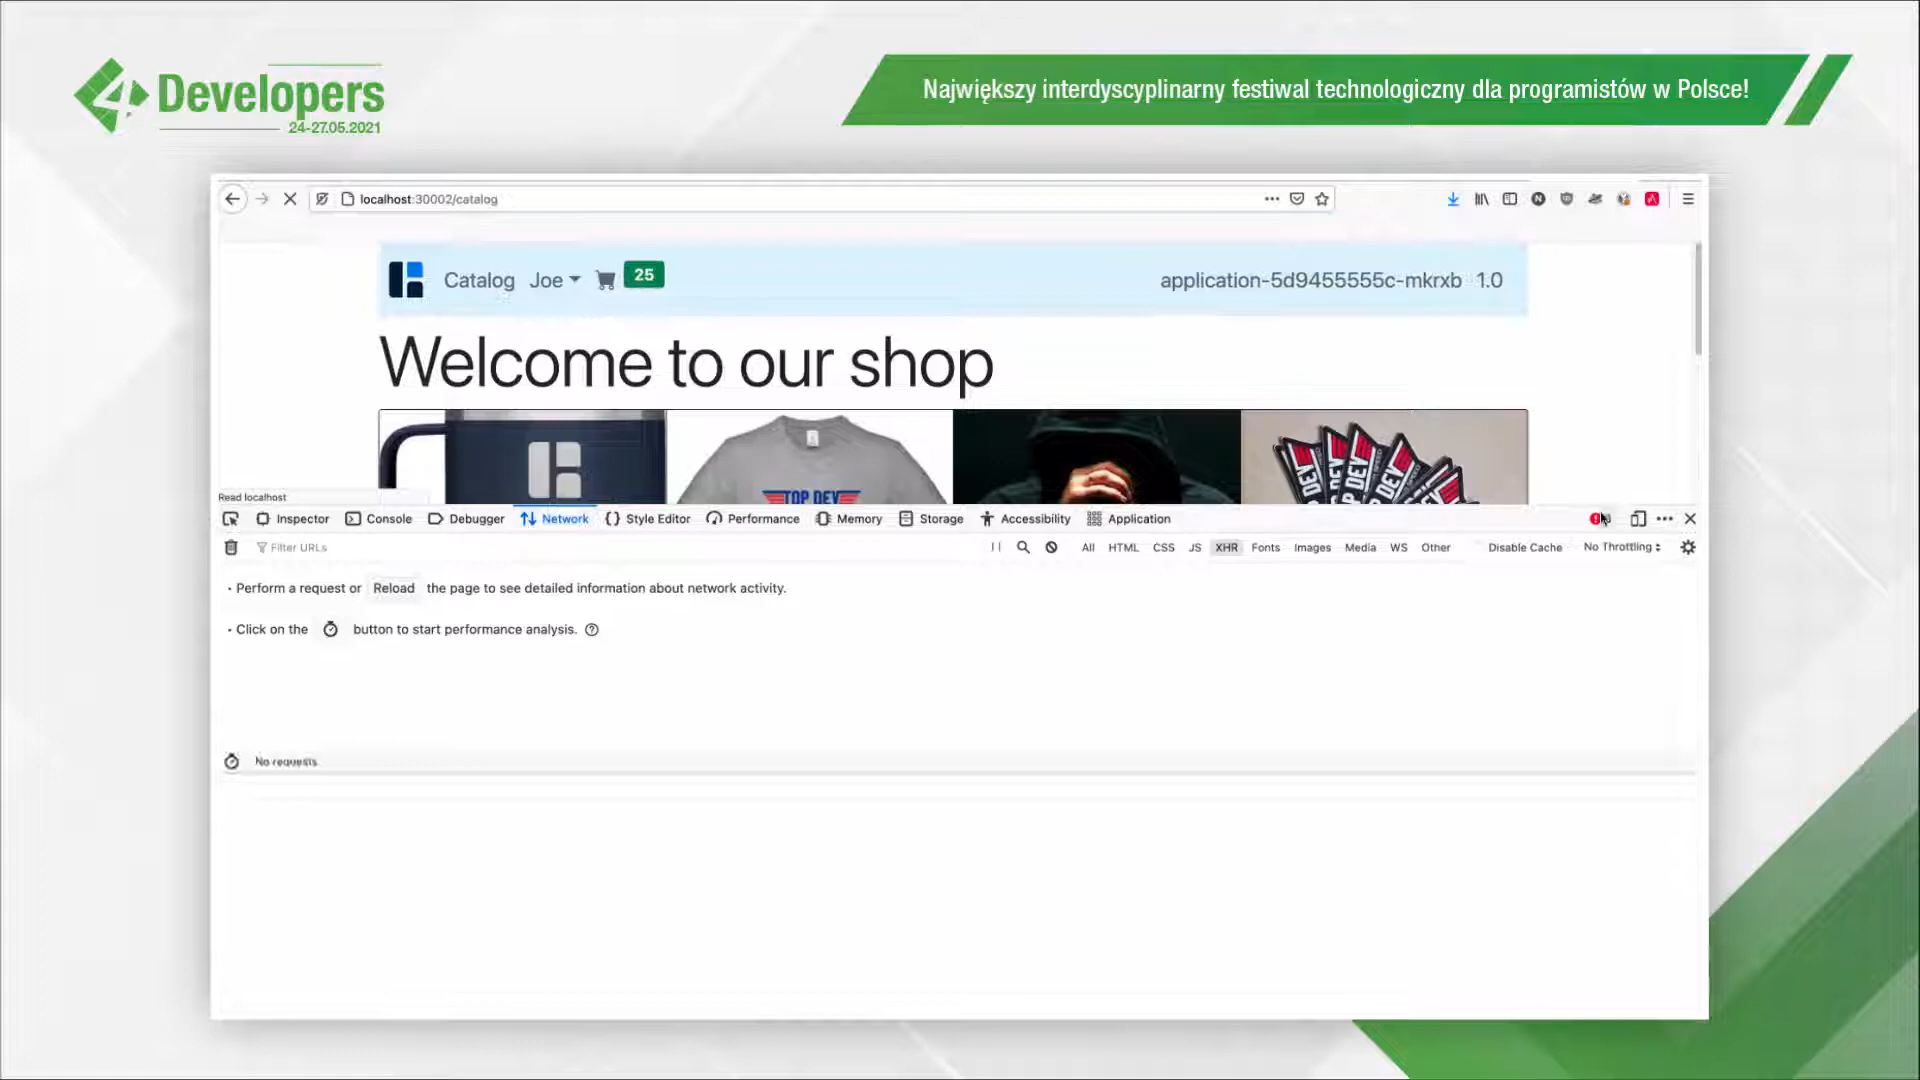 4Developers
24-27.05.2021
Największy interdyscyplinarny festiwal technologiczny dla programistów w Polsce!
localhost:30002/catalog
Catalog Joe 25 application-5d9455555c-mkrxb 1.0
Welcome to our shop
TOP DEV
Read localhost
Inspector Console Debugger Network Style Editor Performance Memory Storage Accessibility Application
Filter URLs All HTML CSS JS XHR Fonts Images Media WS Other Disable Cache No Throttling
• Perform a request or Reload the page to see detailed information about network activity.
• Click on the button to start performance analysis.
No requests